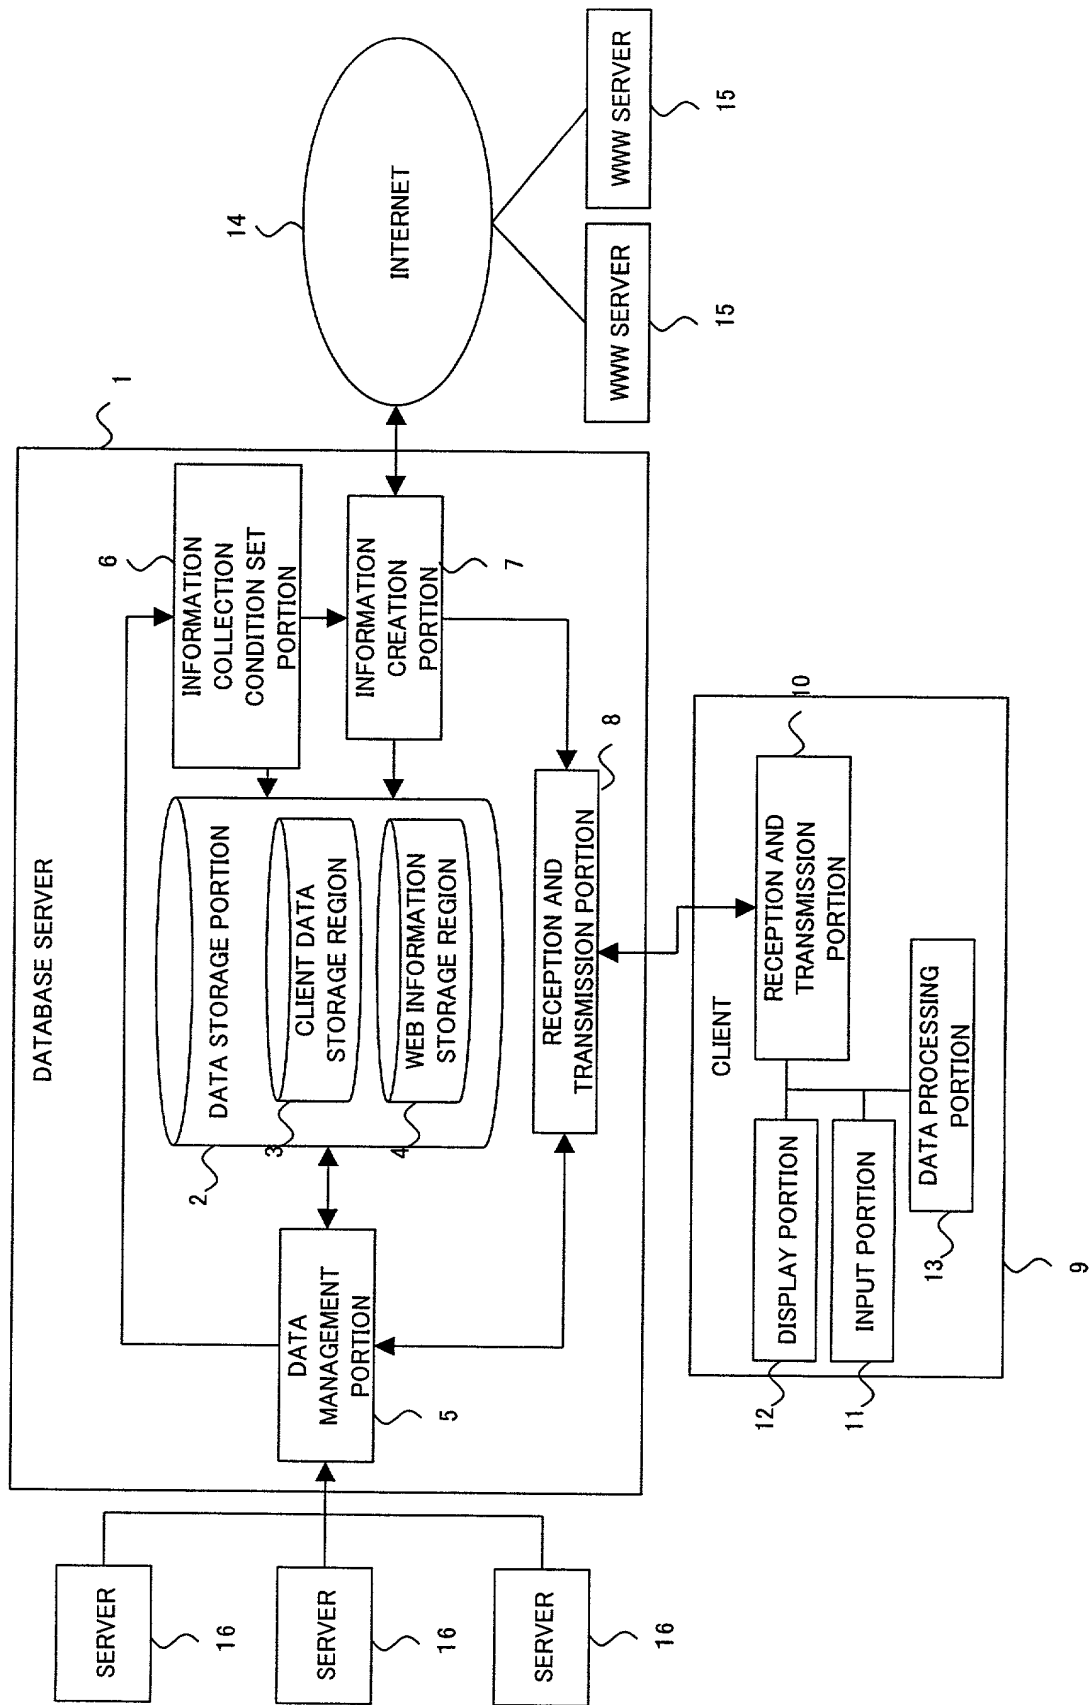 DATABASE SERVER
1
DATA STORAGE PORTION
2
CLIENT DATA
STORAGE REGION
3
WEB INFORMATION
STORAGE REGION
4
DATA
MANAGEMENT
PORTION
5
INFORMATION
COLLECTION
CONDITION SET
PORTION
6
INFORMATION
CREATION
PORTION
7
RECEPTION AND
TRANSMISSION PORTION
8
SERVER
16
SERVER
16
SERVER
16
INTERNET
14
WWW SERVER
15
WWW SERVER
15
CLIENT
9
RECEPTION AND
TRANSMISSION
PORTION
10
DISPLAY PORTION
12
INPUT PORTION
11
DATA PROCESSING
PORTION
13